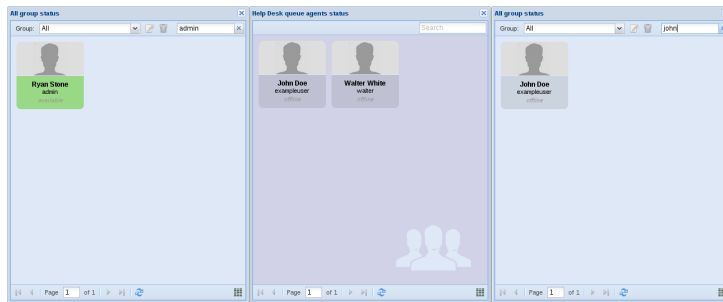 All group status
Group: All admin
Ryan Stone
admin
available
Page 1 of 1
Help Desk queue agents status
Search
John Doe
exampleuser
offline
Walter White
walter
offline
Page 1 of 1
All group status
Group: All john
John Doe
exampleuser
offline
Page 1 of 1